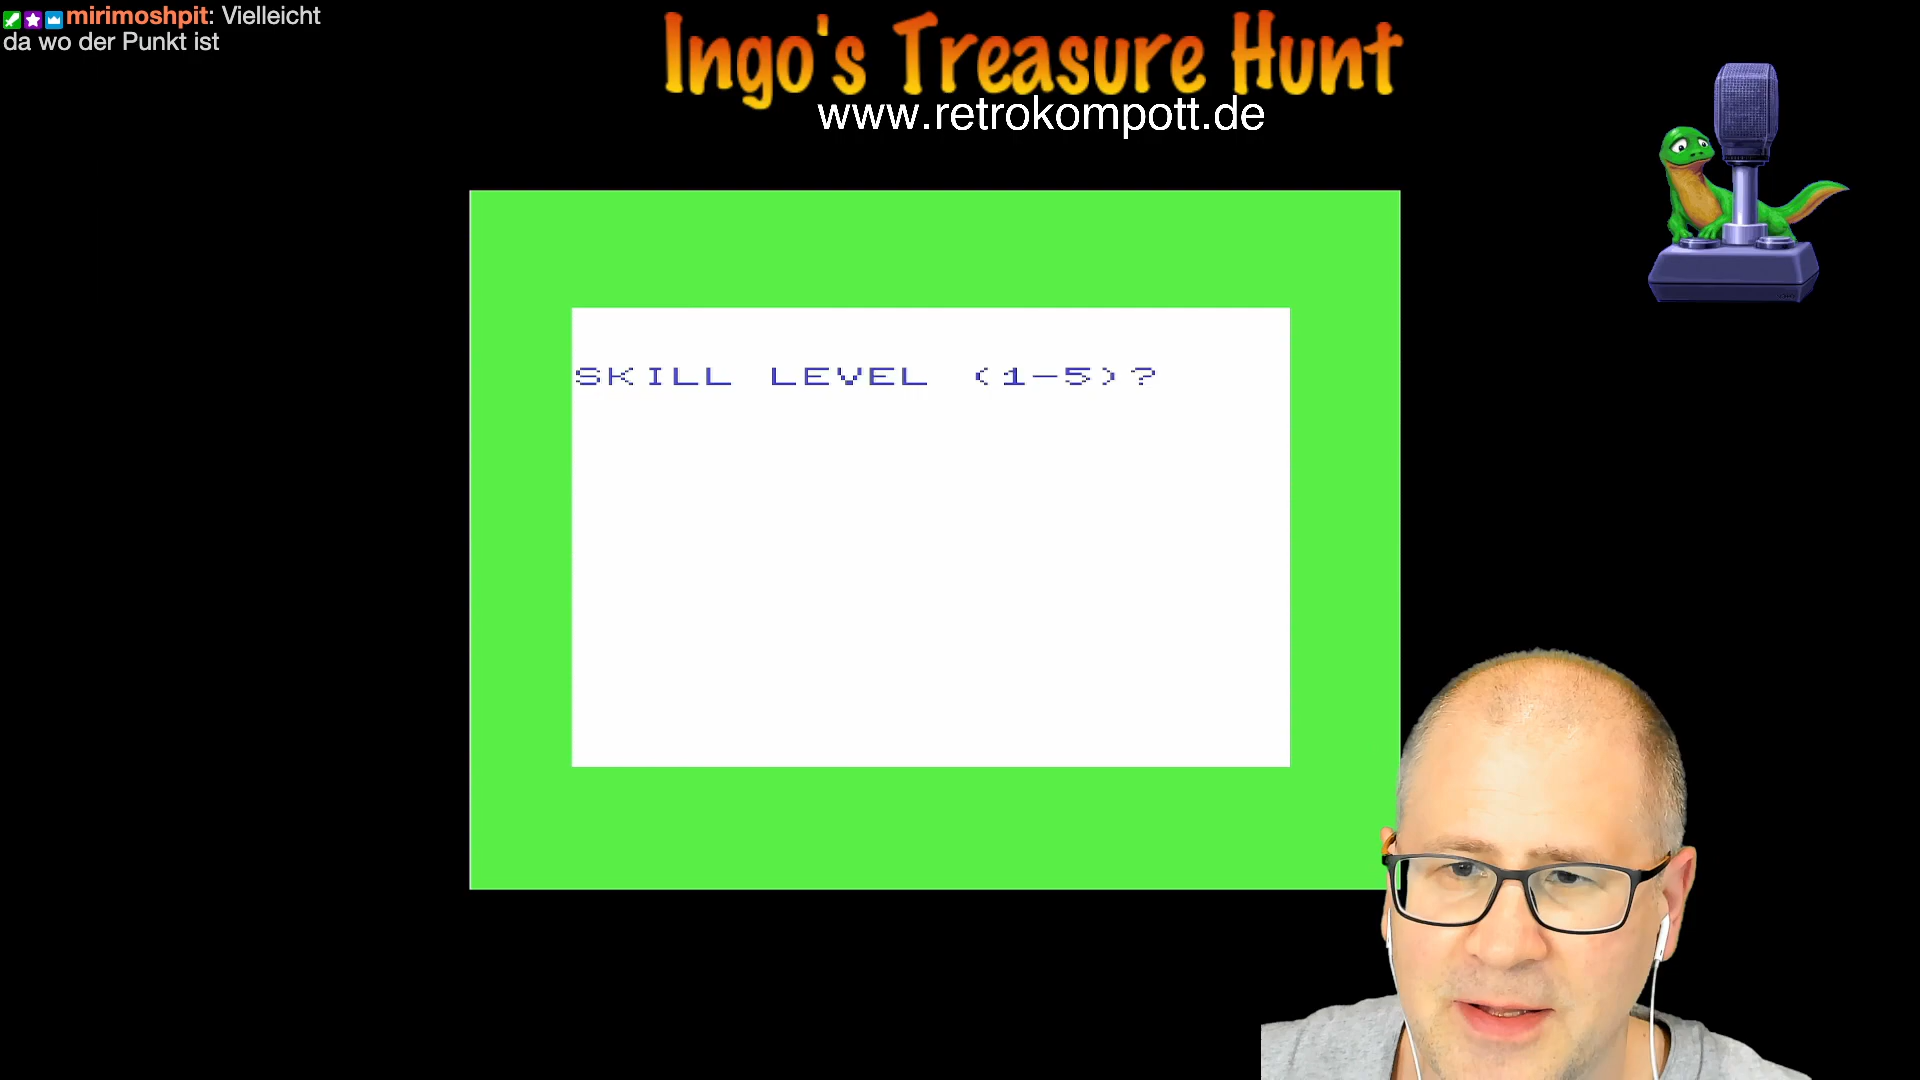 mirimoshpit: Vielleicht
da wo der Punkt ist
Ingo's Treasure Hunt
www.retrokompott.de
SKILL LEVEL (1-5)?